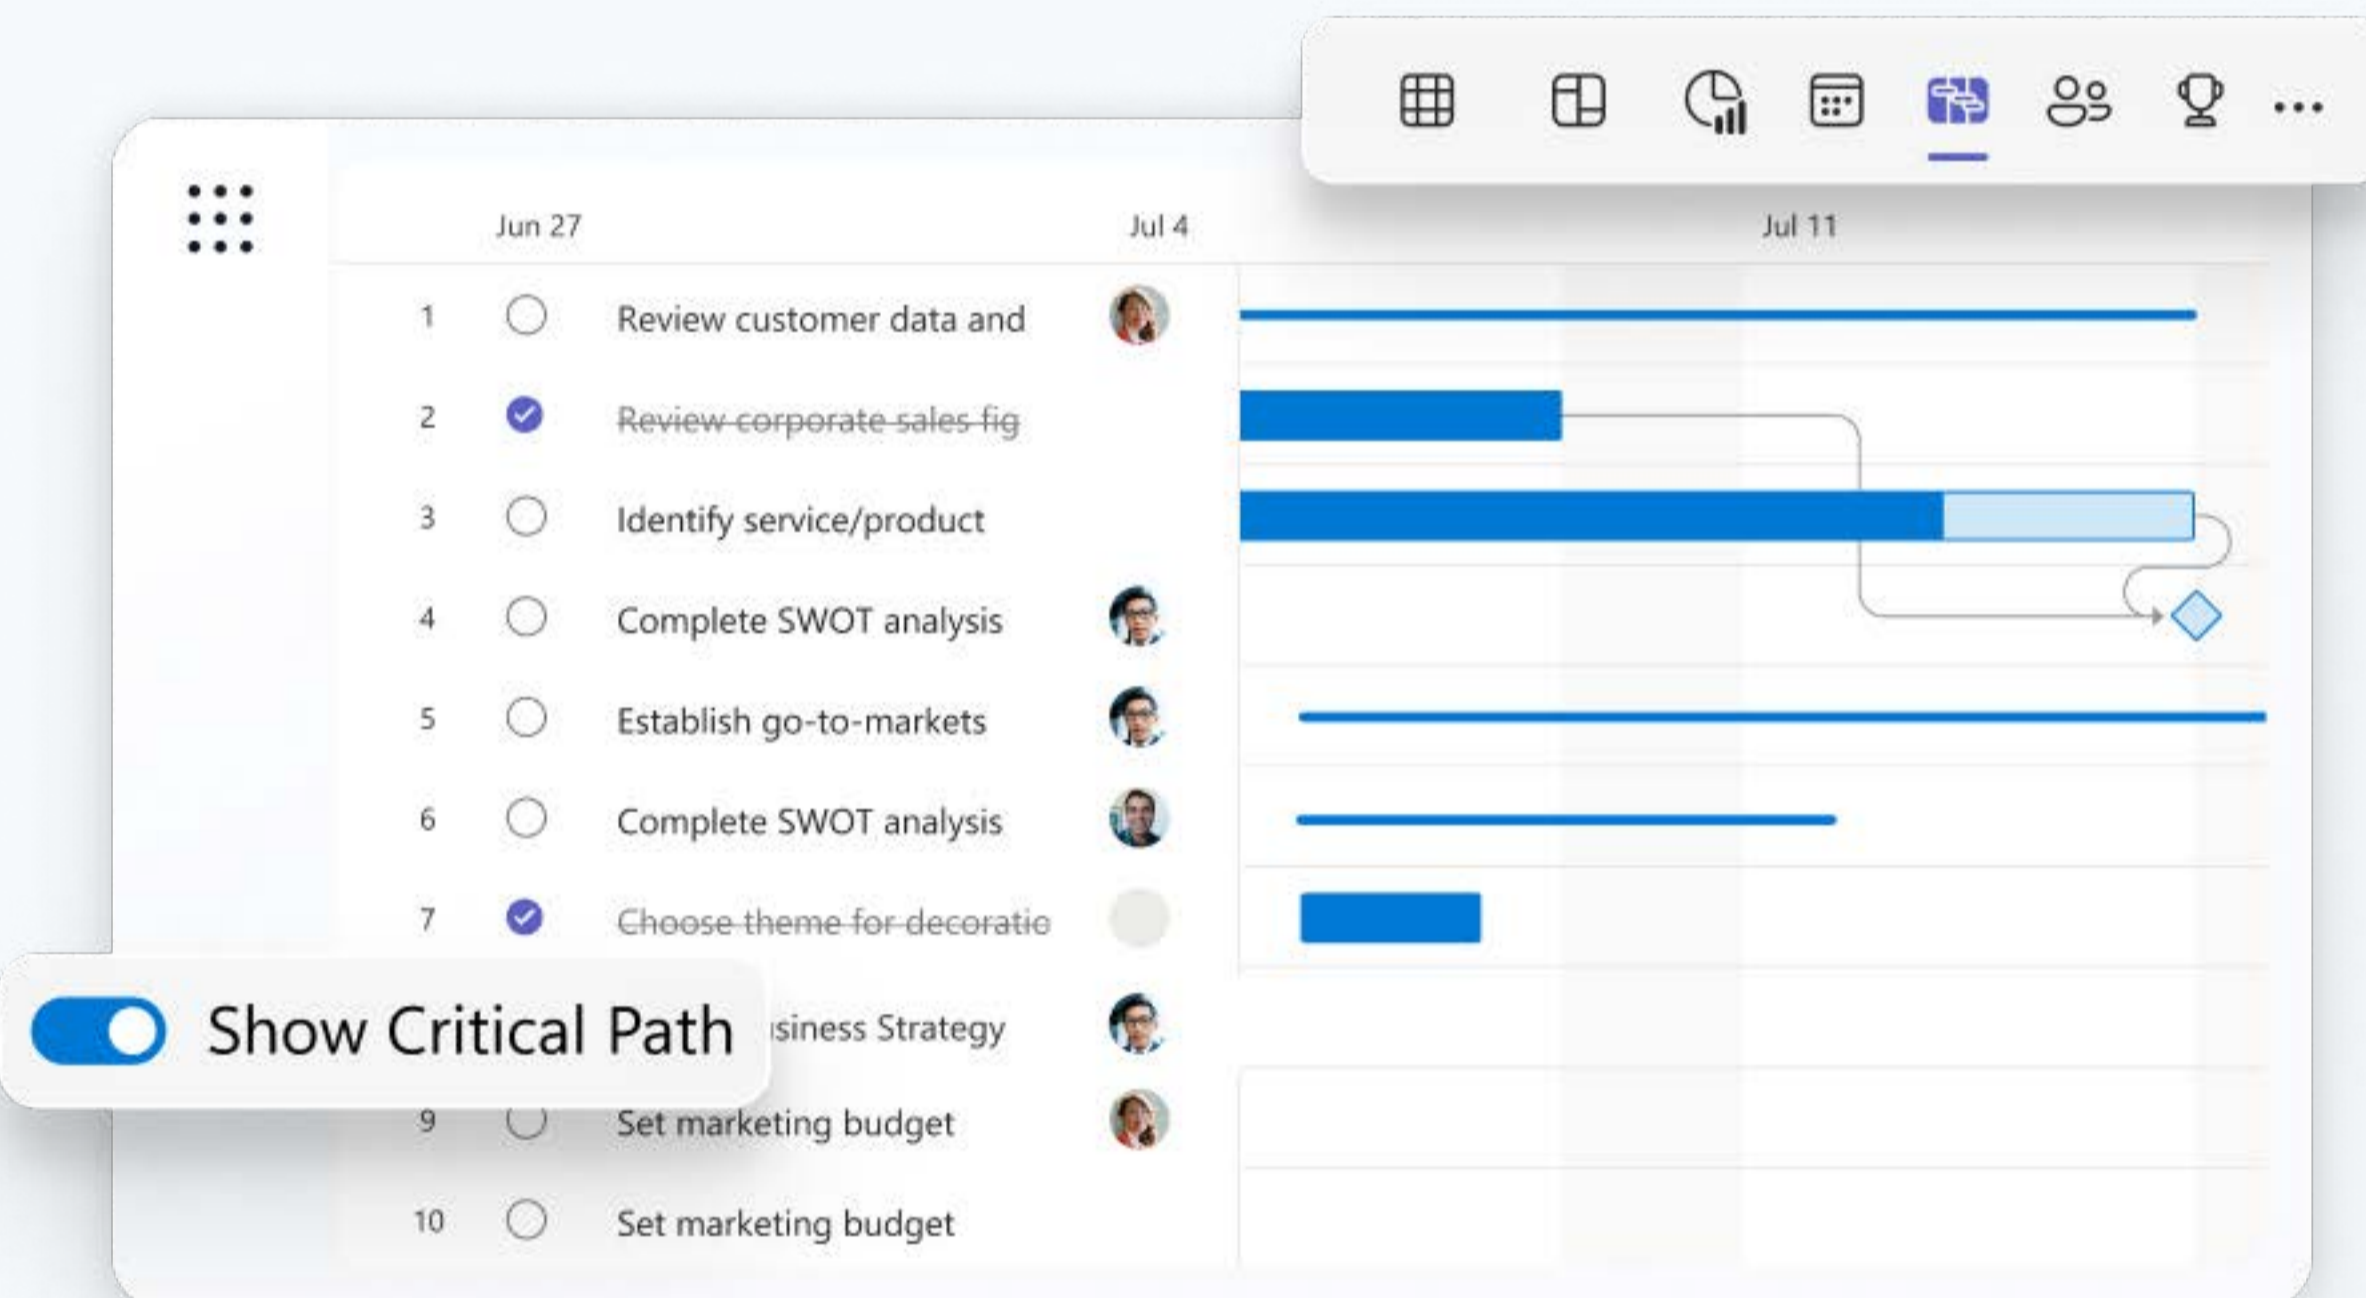 Jun 27 Jul 4 Jul 11
1 Review customer data and
2 Review corporate sales fig
3 Identify service/product
4 Complete SWOT analysis
5 Establish go-to-markets
6 Complete SWOT analysis
7 Choose theme for decoratio
Show Critical Path
siness Strategy
9 Set marketing budget
10 Set marketing budget